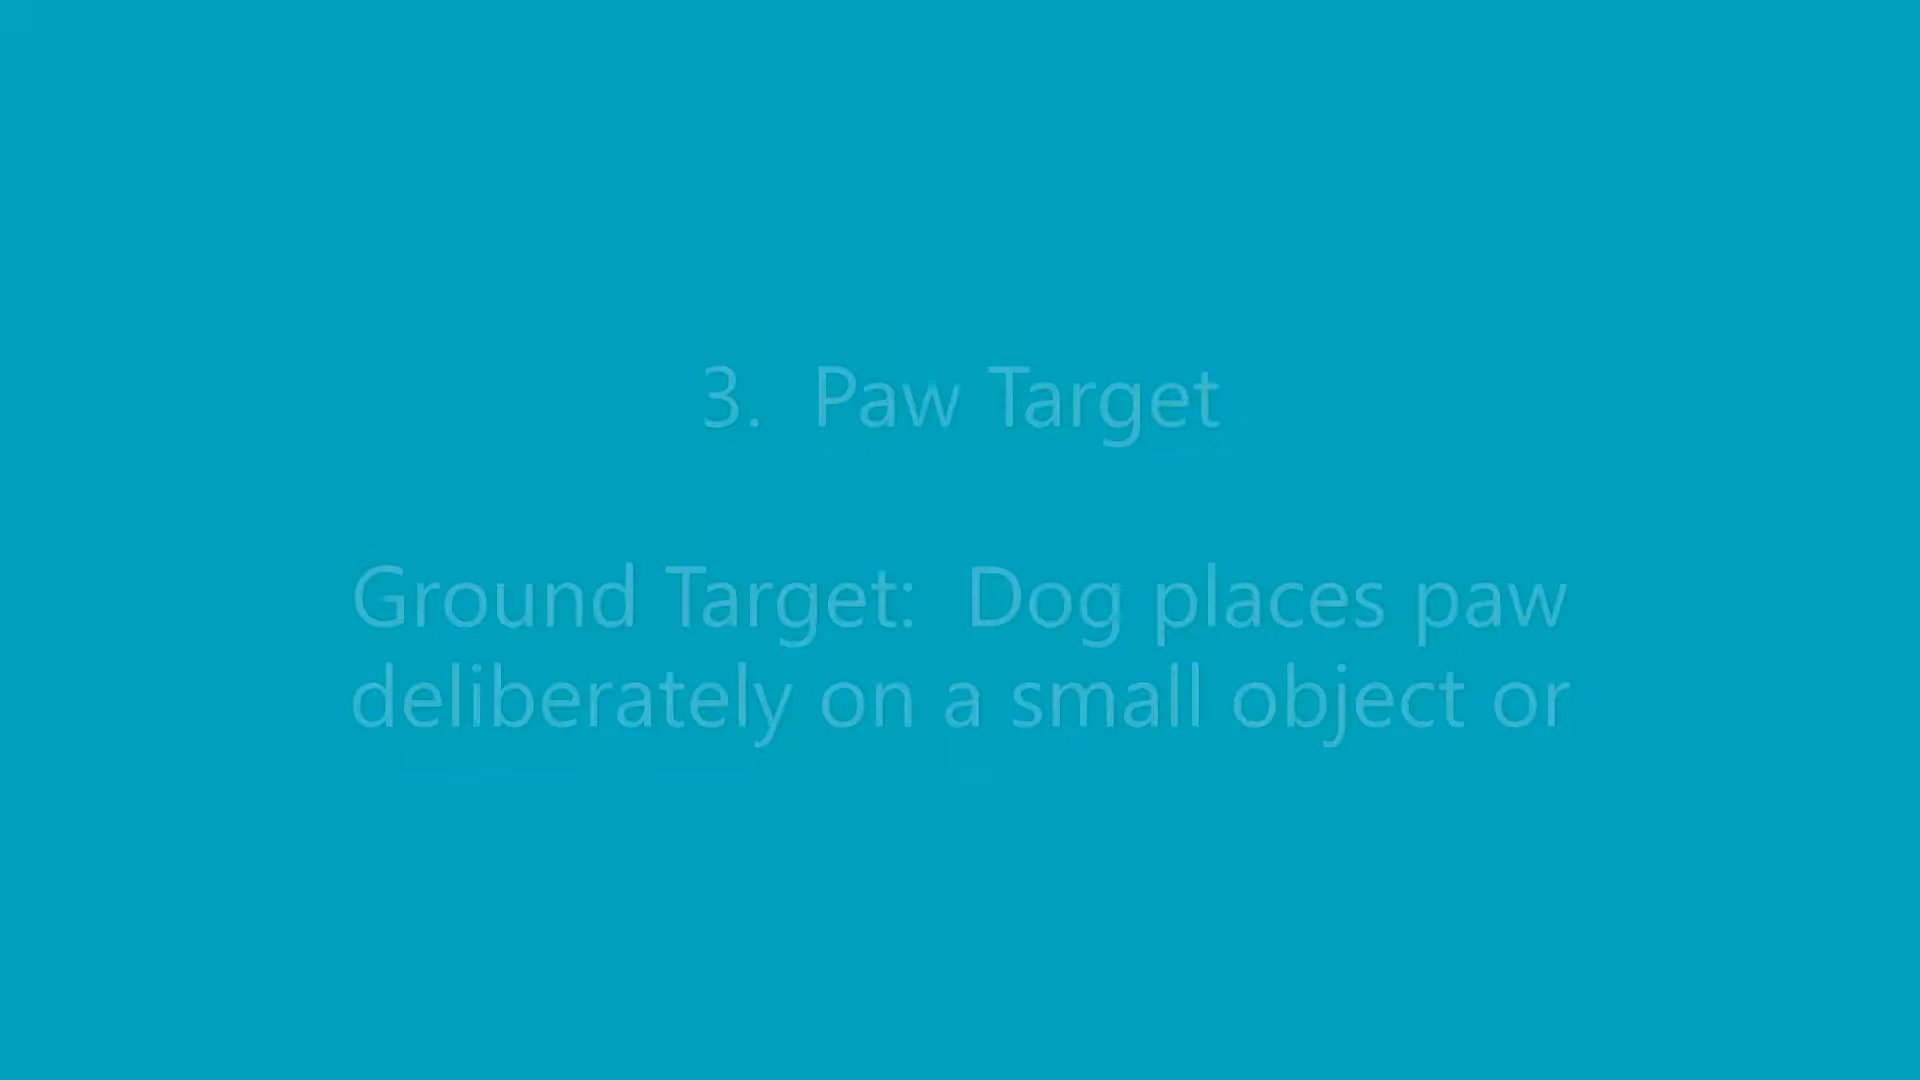 3.  Paw Target
Ground Target:  Dog places paw
deliberately on a small object or